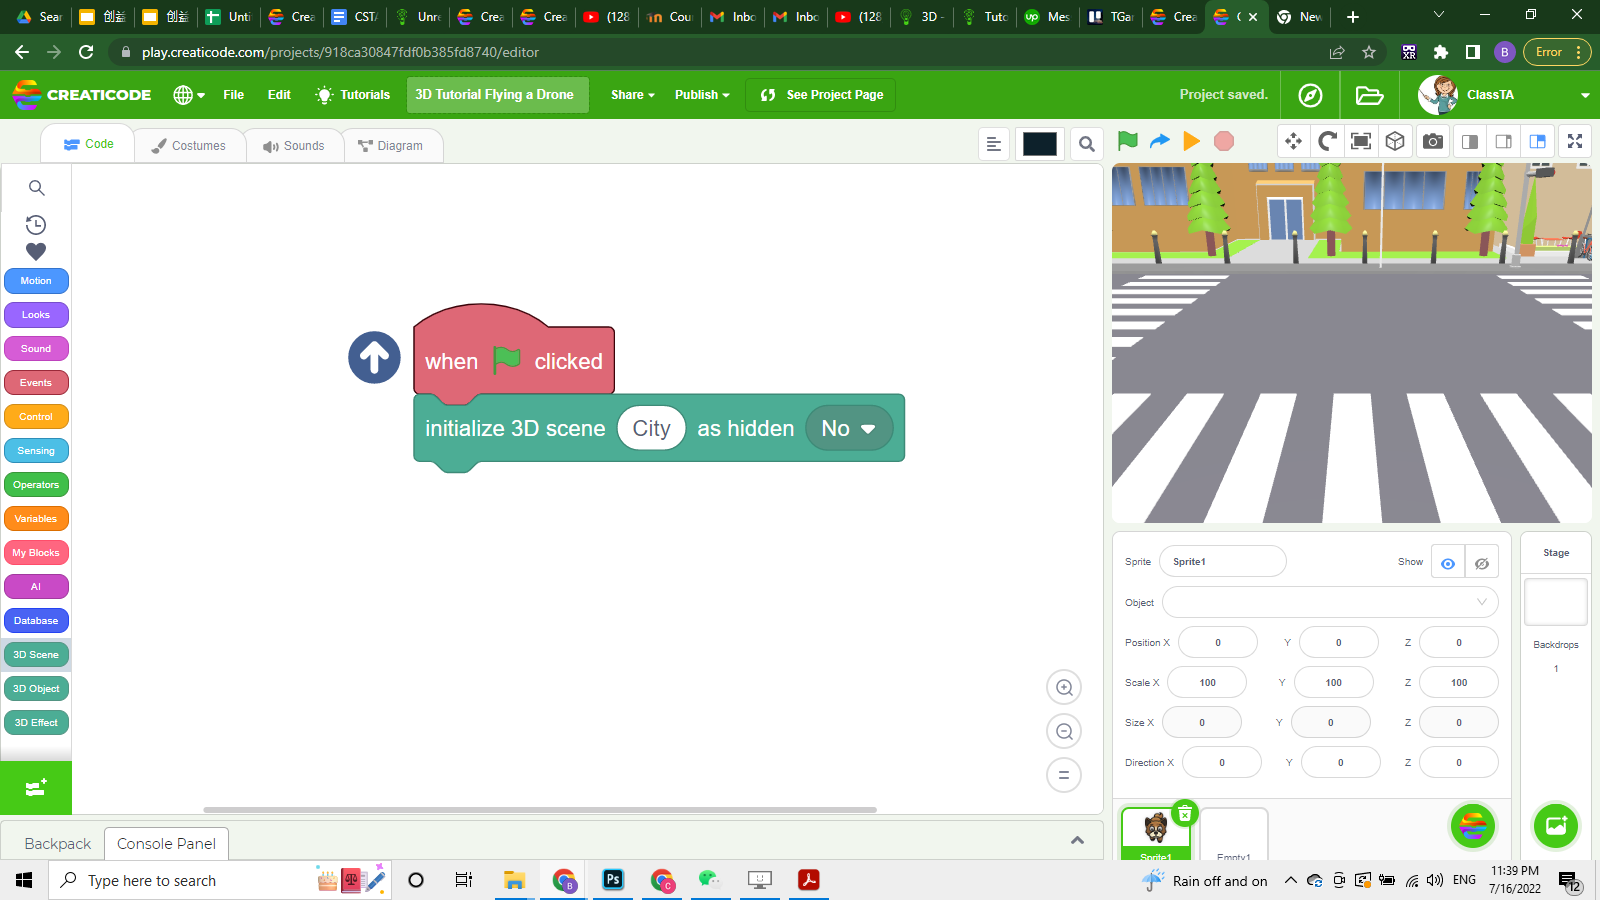 Sear
创意
创意
Unti
Crea
CSTA
Unre
Crea
Crea
(128
Cour
Inbo
Inbo
(128
3D -
Tuto
Mes
TGar
Crea
New
play.creaticode.com/projects/918ca30847fdf0b385fd8740/editor
XR
B
Error
CREATICODE
File
Edit
Tutorials
3D Tutorial Flying a Drone
Share
Publish
See Project Page
Project saved.
ClassTA
Code
Costumes
Sounds
Diagram
Motion
Looks
Sound
Events
Control
Sensing
Operators
Variables
My Blocks
AI
Database
3D Scene
3D Object
3D Effect
when clicked
initialize 3D scene City as hidden No
Sprite Sprite1 Show
Object
Position X 0 Y 0 Z 0
Scale X 100 Y 100 Z 100
Size X 0 Y 0 Z 0
Direction X 0 Y 0 Z 0
Sprite1
Empty1
Stage
Backdrops
1
Backpack
Console Panel
Type here to search
Rain off and on
ENG
11:39 PM
7/16/2022
12